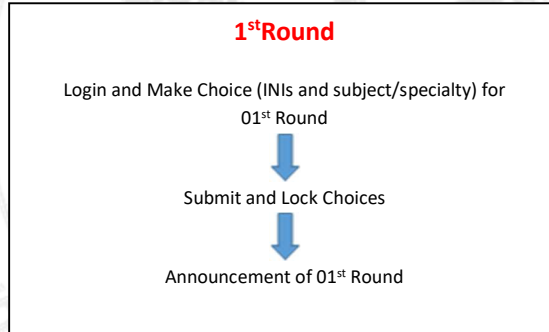 1stRound
Login and Make Choice (INIs and subject/specialty) for
01st Round
Submit and Lock Choices
Announcement of 01st Round